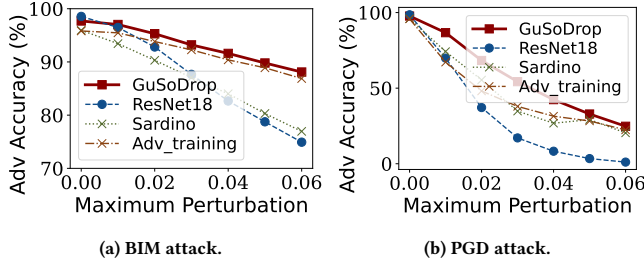 100
90
80
70
Adv Accuracy (%)
GuSoDrop
ResNet18
Sardino
Adv_training
0.00 0.02 0.04 0.06
Maximum Perturbation
(a) BIM attack.
100
50
0
Adv Accuracy (%)
GuSoDrop
ResNet18
Sardino
Adv_training
0.00 0.02 0.04 0.06
Maximum Perturbation
(b) PGD attack.